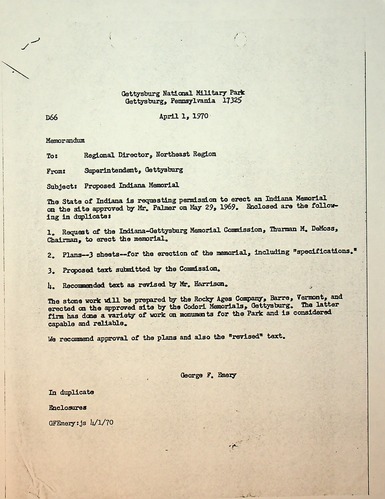 Gettysburg National Military Park
Gettysburg, Pennsylvania 17325
D66 April 1, 1970
Memorandum
To: Regional Director, Northeast Region
From: Superintendent, Gettysburg
Subject: Proposed Indiana Memorial
The State of Indiana is requesting permission to erect an Indiana Memorial
on the site approved by Mr. Palmer on May 29, 1969. Enclosed are the follow-
ing in duplicate:
1. Request of the Indiana-Gettysburg Memorial Commission, Thurman M. DeMoss,
Chairman, to erect the memorial.
2. Plans--3 sheets--for the erection of the memorial, including "specifications."
3. Proposed text submitted by the Commission.
4. Recommended text as revised by Mr. Harrison.
The stone work will be prepared by the Rocky Ages Company, Barre, Vermont, and
erected on the approved site by the Codori Memorials, Gettysburg. The latter
firm has done a variety of work on monuments for the Park and is considered
capable and reliable.
We recommend approval of the plans and also the "revised" text.
George F. Emery
In duplicate
Enclosures
GFEmery:js 4/1/70